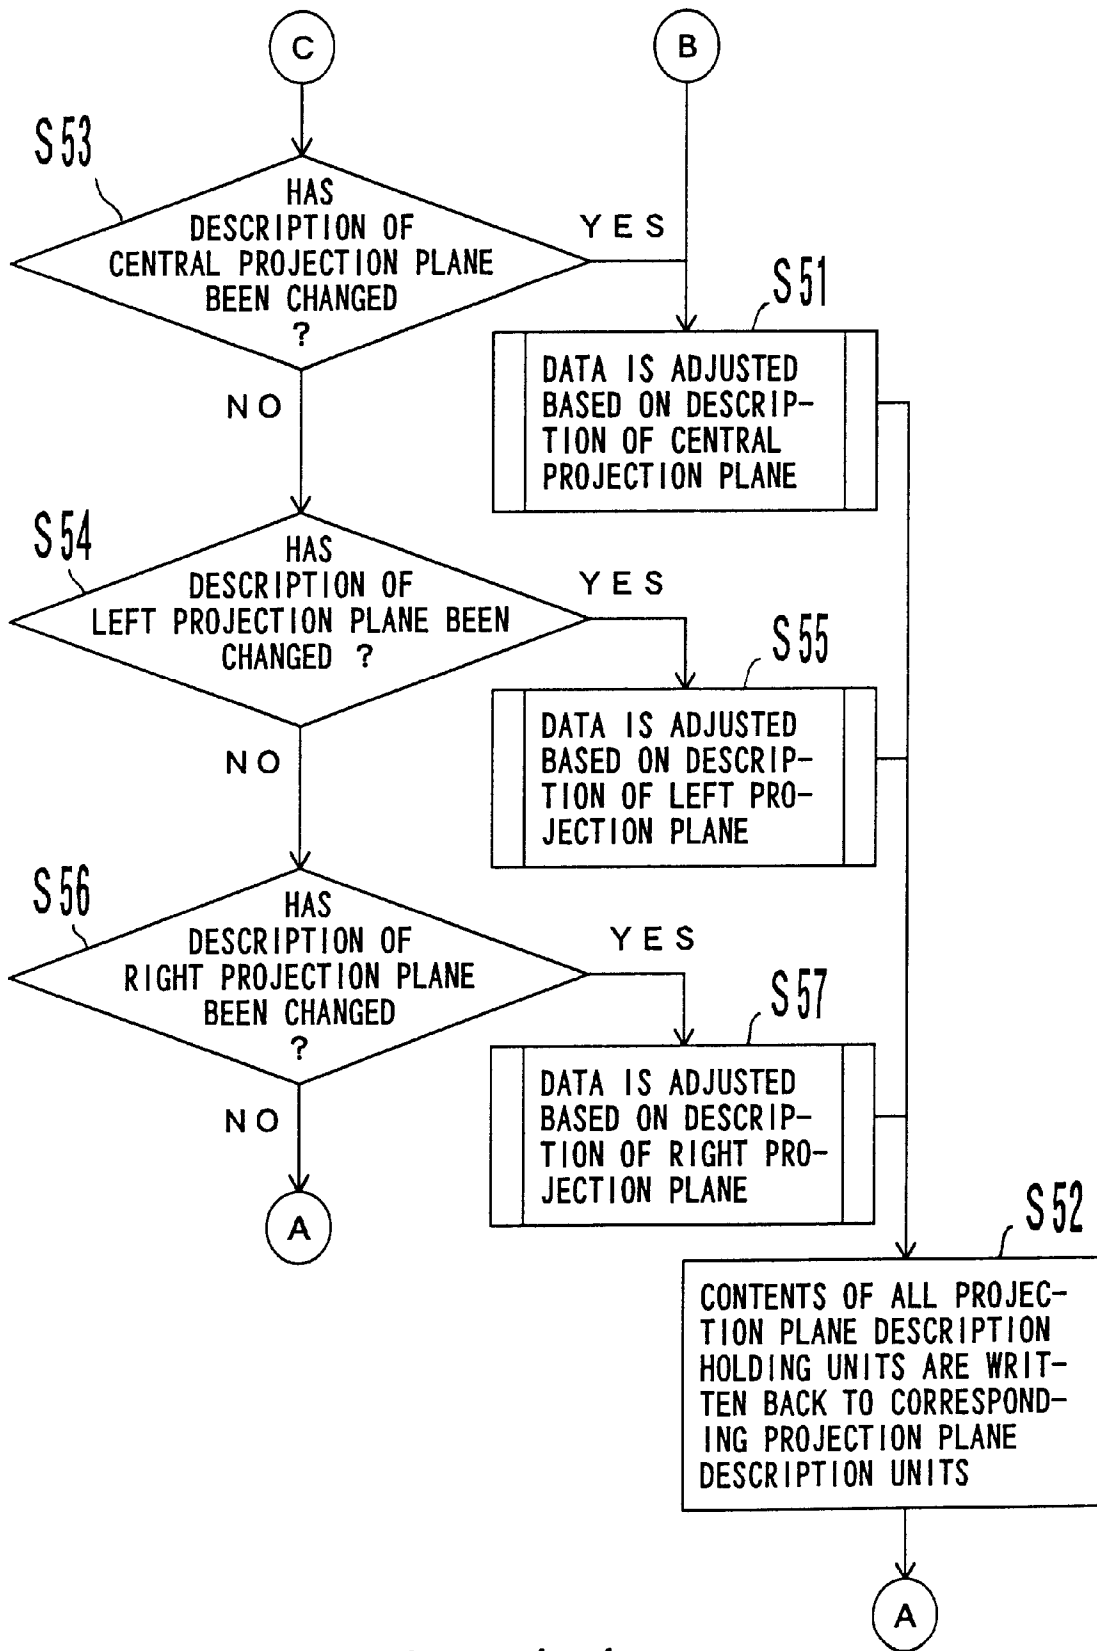 C
B
S53
HAS
DESCRIPTION OF
CENTRAL PROJECTION PLANE
BEEN CHANGED
?
YES
NO
S51
DATA IS ADJUSTED
BASED ON DESCRIP-
TION OF CENTRAL
PROJECTION PLANE
S54
HAS
DESCRIPTION OF
LEFT PROJECTION PLANE BEEN
CHANGED ?
YES
NO
S55
DATA IS ADJUSTED
BASED ON DESCRIP-
TION OF LEFT PRO-
JECTION PLANE
S56
HAS
DESCRIPTION OF
RIGHT PROJECTION PLANE
BEEN CHANGED
?
YES
NO
S57
DATA IS ADJUSTED
BASED ON DESCRIP-
TION OF RIGHT PRO-
JECTION PLANE
A
S52
CONTENTS OF ALL PROJEC-
TION PLANE DESCRIPTION
HOLDING UNITS ARE WRIT-
TEN BACK TO CORRESPOND-
ING PROJECTION PLANE
DESCRIPTION UNITS
A